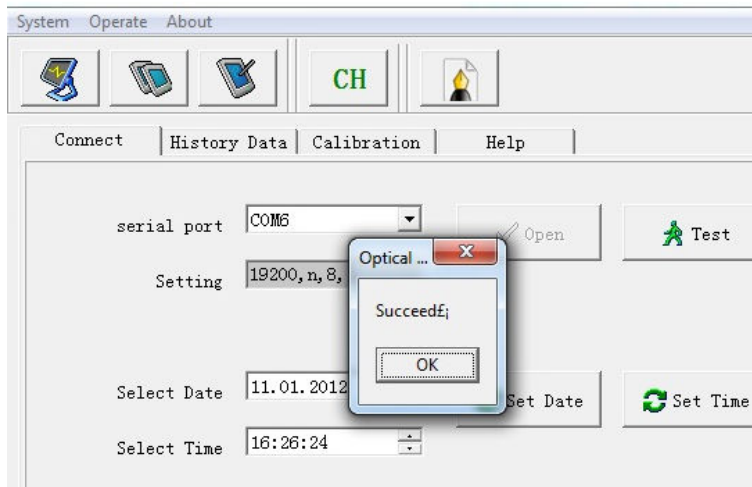 System Operate About
CH
Connect History Data Calibration Help
serial port COM6 Open Test
Optical ...
Setting 19200,n,8,
Succeed£¡
OK
Select Date 11.01.2012 Set Date Set Time
Select Time 16:26:24